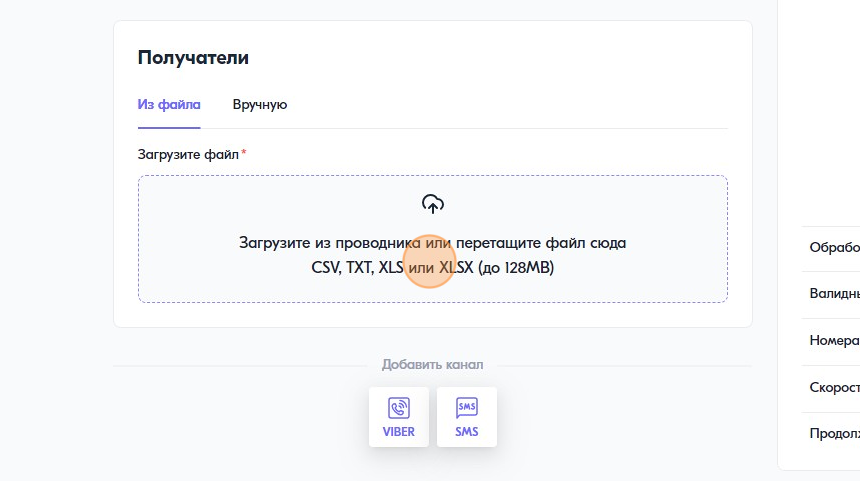 Получатели
Из файла Вручную
Загрузите файл*
Загрузите из проводника или перетащите файл сюда
CSV, TXT, XLS или XLSX (до 128MB)
Добавить канал
SMS
VIBER SMS
Обрабо
Валидны
Номера
Скорост
Продолж